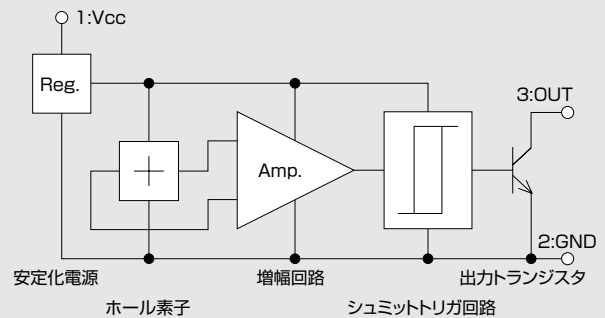 1:Vcc
Reg.
3:OUT
Amp.
2:GND
安定化電源
増幅回路
出力トランジスタ
ホール素子
シュミットトリガ回路